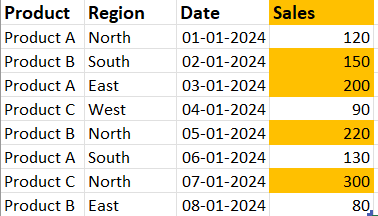 Product Region Date Sales
Product A North 01-01-2024 120
Product B South 02-01-2024 150
Product A East 03-01-2024 200
Product C West 04-01-2024 90
Product B North 05-01-2024 220
Product A South 06-01-2024 130
Product C North 07-01-2024 300
Product B East 08-01-2024 80